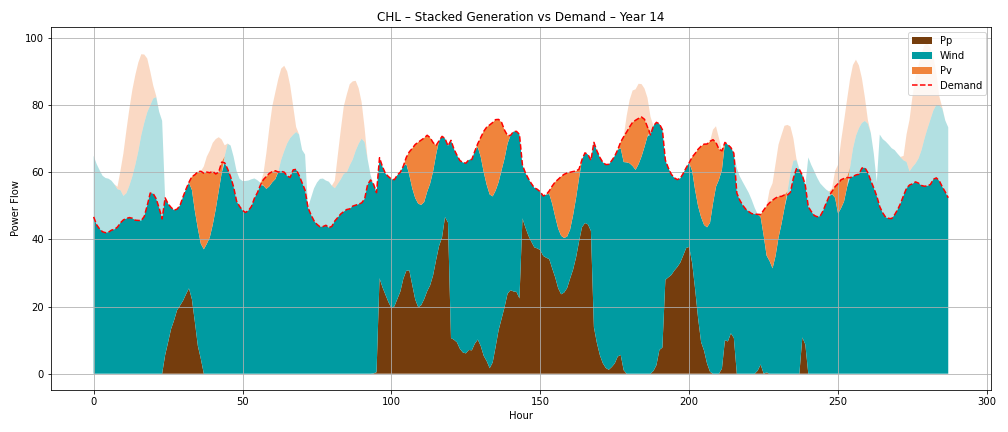 CHL – Stacked Generation vs Demand – Year 14
Pp
Wind
Pv
Demand
Power Flow
100
80
60
40
20
0
0 50 100 150 200 250 300
Hour